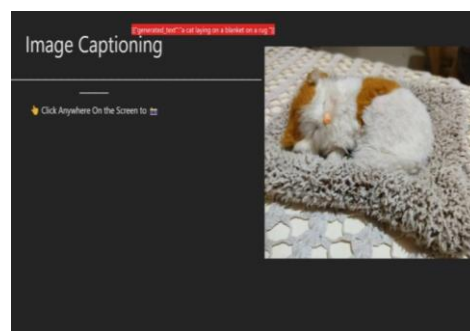 [{"generated_text":"a cat laying on a blanket on a rug."}]
Image Captioning
👆 Click Anywhere On the Screen to 📷